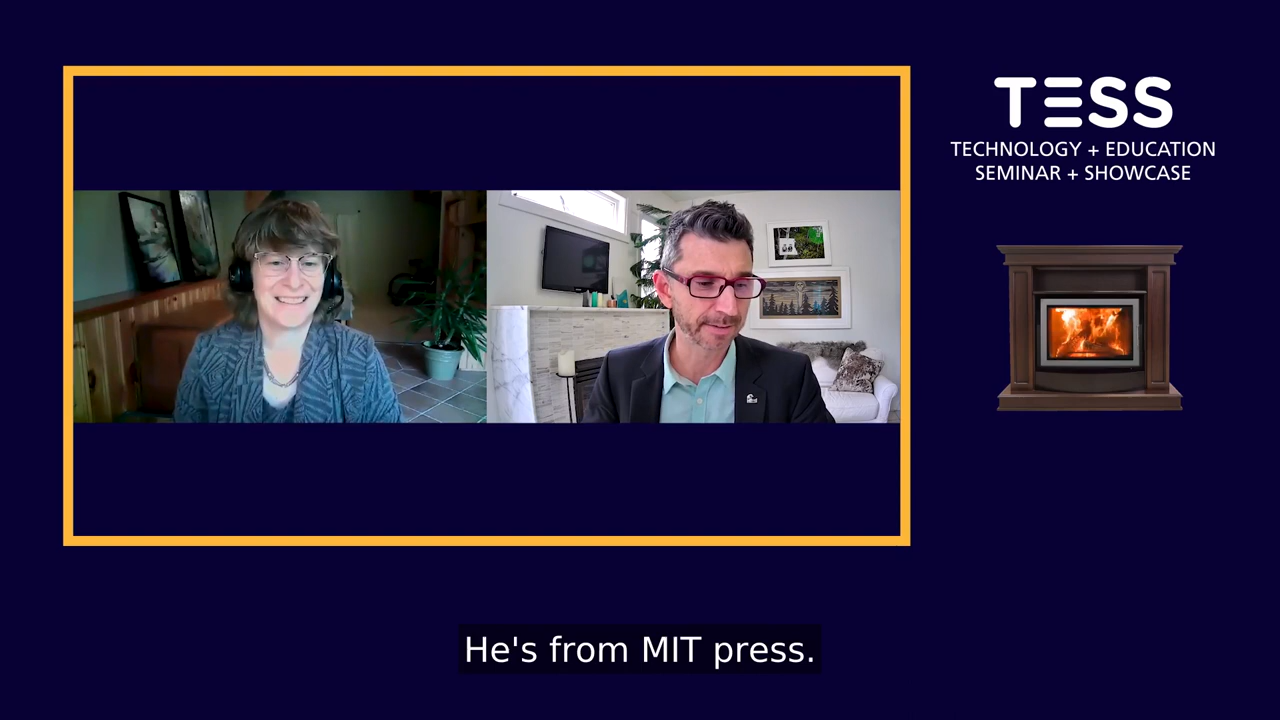 TESS
TECHNOLOGY + EDUCATION
SEMINAR + SHOWCASE
He's from MIT press.